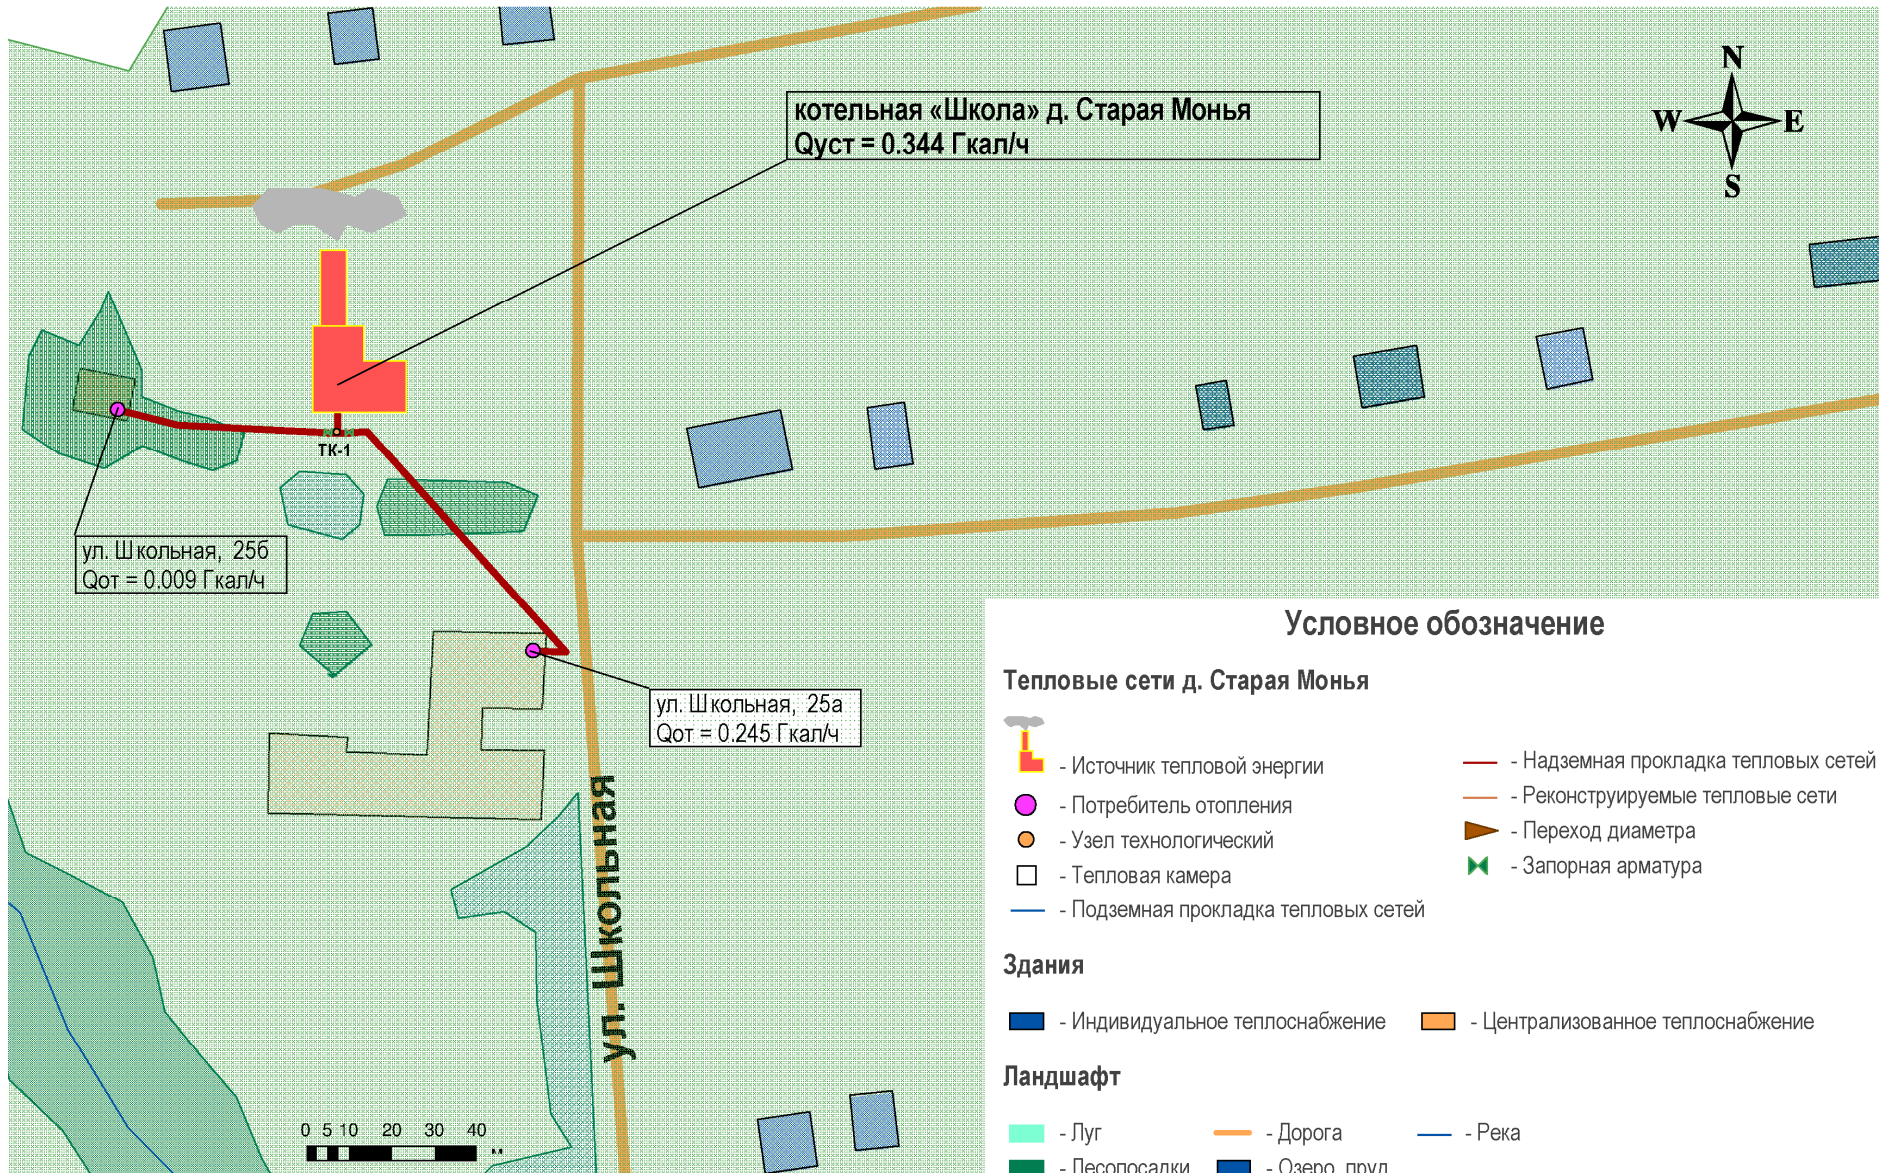 N
W E
S
котельная «Школа» д. Старая Монья
Qуст = 0.344 Гкал/ч
ТК-1
ул. Школьная, 25б
Qот = 0.009 Гкал/ч
ул. Школьная, 25а
Qот = 0.245 Гкал/ч
ул. Школьная
0 5 10 20 30 40
м
Условное обозначение
Тепловые сети д. Старая Монья
- Источник тепловой энергии
- Потребитель отопления
- Узел технологический
- Тепловая камера
- Подземная прокладка тепловых сетей
- Надземная прокладка тепловых сетей
- Реконструируемые тепловые сети
- Переход диаметра
- Запорная арматура
Здания
- Индивидуальное теплоснабжение - Централизованное теплоснабжение
Ландшафт
- Луг - Дорога - Река
- Лесопосадки - Озеро, пруд